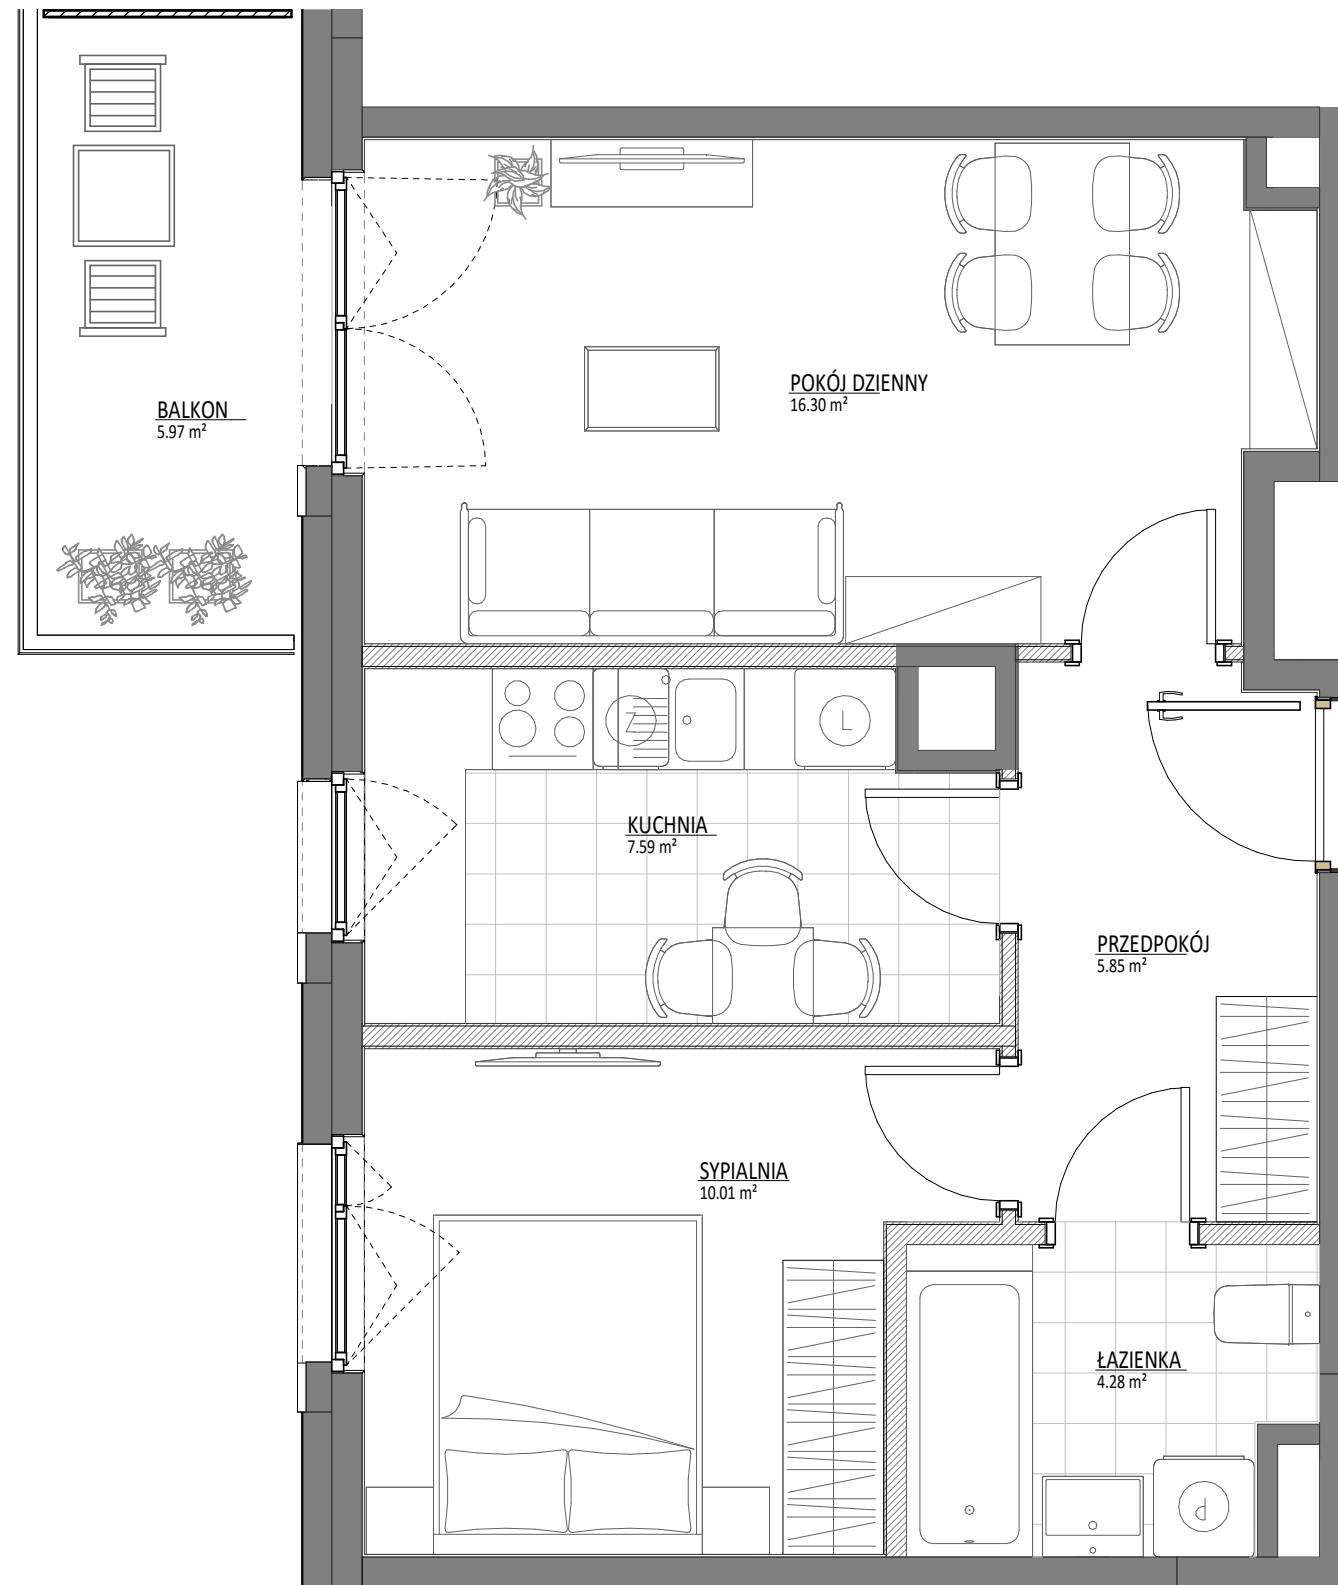 POKÓJ DZIENNY
16.30 m²
BALKON
5.97 m²
Z
L
KUCHNIA
7.59 m²
PRZEDPOKÓJ
5.85 m²
SYPIALNIA
10.01 m²
ŁAZIENKA
4.28 m²
P